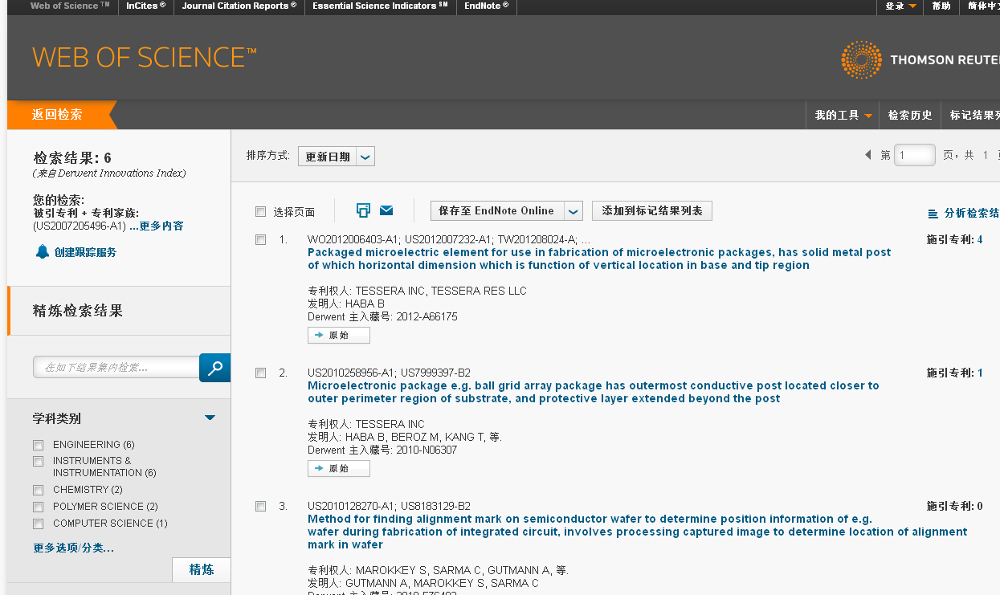 Web of Science™ InCites® Journal Citation Reports® Essential Science Indicators℠ EndNote® 登录 帮助 简体中
WEB OF SCIENCE™
THOMSON REUTE
返回检索 我的工具 检索历史 标记结果列
检索结果: 6
(来自 Derwent Innovations Index)
您的检索:
被引专利 + 专利家族:
(US2007205496-A1) ...更多内容
创建跟踪服务
精炼检索结果
在如下结果集内检索...
学科类别
ENGINEERING (6)
INSTRUMENTS &
INSTRUMENTATION (6)
CHEMISTRY (2)
POLYMER SCIENCE (2)
COMPUTER SCIENCE (1)
更多选项/分类...
精炼
排序方式: 更新日期 第 1 页，共 1
选择页面 保存至 EndNote Online 添加到标记结果列表 分析检索结
1. WO2012006403-A1; US2012007232-A1; TW201208024-A; ... 施引专利: 4
Packaged microelectric element for use in fabrication of microelectronic packages, has solid metal post
of which horizontal dimension which is function of vertical location in base and tip region
专利权人: TESSERA INC, TESSERA RES LLC
发明人: HABA B
Derwent 主入藏号: 2012-A66175
原始
2. US2010258956-A1; US7999397-B2 施引专利: 1
Microelectronic package e.g. ball grid array package has outermost conductive post located closer to
outer perimeter region of substrate, and protective layer extended beyond the post
专利权人: TESSERA INC
发明人: HABA B, BEROZ M, KANG T, 等.
Derwent 主入藏号: 2010-N06307
原始
3. US2010128270-A1; US8183129-B2 施引专利: 0
Method for finding alignment mark on semiconductor wafer to determine position information of e.g.
wafer during fabrication of integrated circuit, involves processing captured image to determine location of alignment
mark in wafer
专利权人: MAROKKEY S, SARMA C, GUTMANN A, 等.
发明人: GUTMANN A, MAROKKEY S, SARMA C